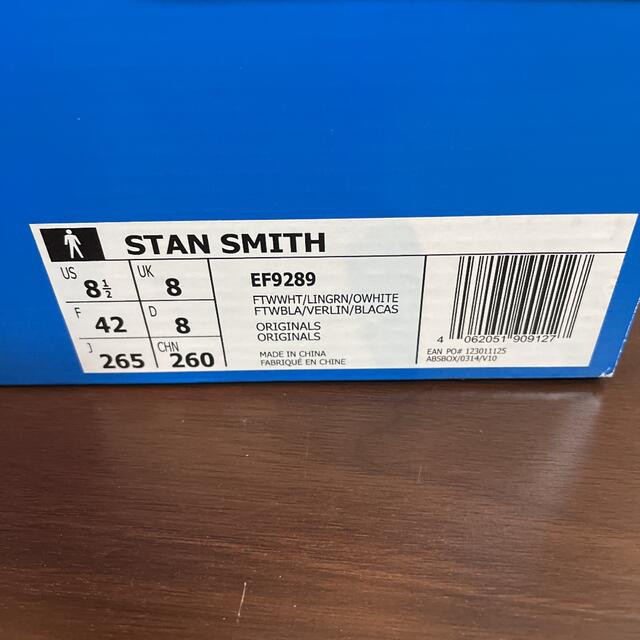 STAN SMITH
US 8½ UK 8
F 42 D 8
J 265 CHN 260
EF9289
FTWWHT/LINGRN/OWHITE
FTWBLA/VERLIN/BLACAS
ORIGINALS
ORIGINALS
MADE IN CHINA
FABRIQUÉ EN CHINE
4 062051 909127
EAN PO# 123011125
ABSBOX/0314/V10